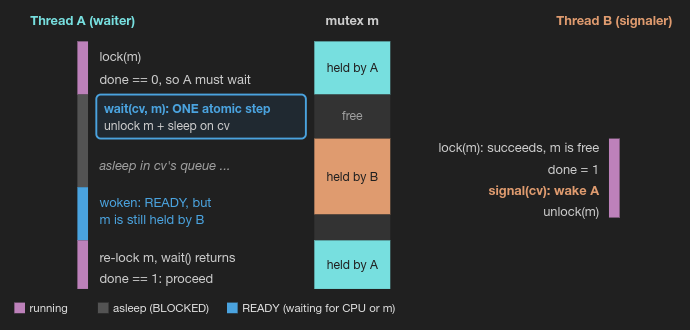 Thread A (waiter)
mutex m
Thread B (signaler)
lock(m)
done == 0, so A must wait
held by A
wait(cv, m): ONE atomic step
unlock m + sleep on cv
free
asleep in cv's queue ...
held by B
lock(m): succeeds, m is free
done = 1
signal(cv): wake A
unlock(m)
woken: READY, but
m is still held by B
re-lock m, wait() returns
done == 1: proceed
held by A
running
asleep (BLOCKED)
READY (waiting for CPU or m)